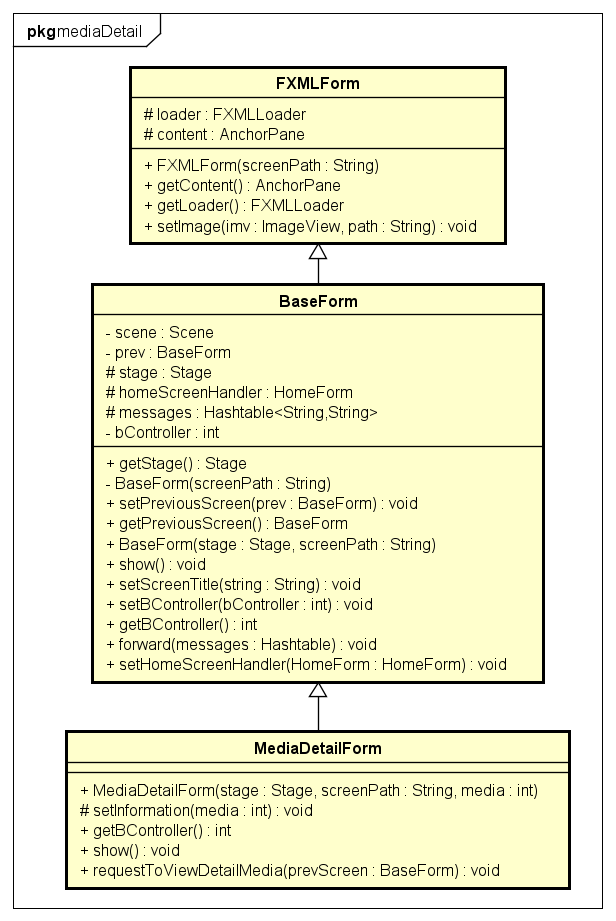 pkg mediaDetail
FXMLForm
# loader : FXMLLoader
# content : AnchorPane
+ FXMLForm(screenPath : String)
+ getContent() : AnchorPane
+ getLoader() : FXMLLoader
+ setImage(imv : ImageView, path : String) : void
BaseForm
- scene : Scene
- prev : BaseForm
# stage : Stage
# homeScreenHandler : HomeForm
# messages : Hashtable<String,String>
- bController : int
+ getStage() : Stage
- BaseForm(screenPath : String)
+ setPreviousScreen(prev : BaseForm) : void
+ getPreviousScreen() : BaseForm
+ BaseForm(stage : Stage, screenPath : String)
+ show() : void
+ setScreenTitle(string : String) : void
+ setBController(bController : int) : void
+ getBController() : int
+ forward(messages : Hashtable) : void
+ setHomeScreenHandler(HomeForm : HomeForm) : void
MediaDetailForm
+ MediaDetailForm(stage : Stage, screenPath : String, media : int)
# setInformation(media : int) : void
+ getBController() : int
+ show() : void
+ requestToViewDetailMedia(prevScreen : BaseForm) : void